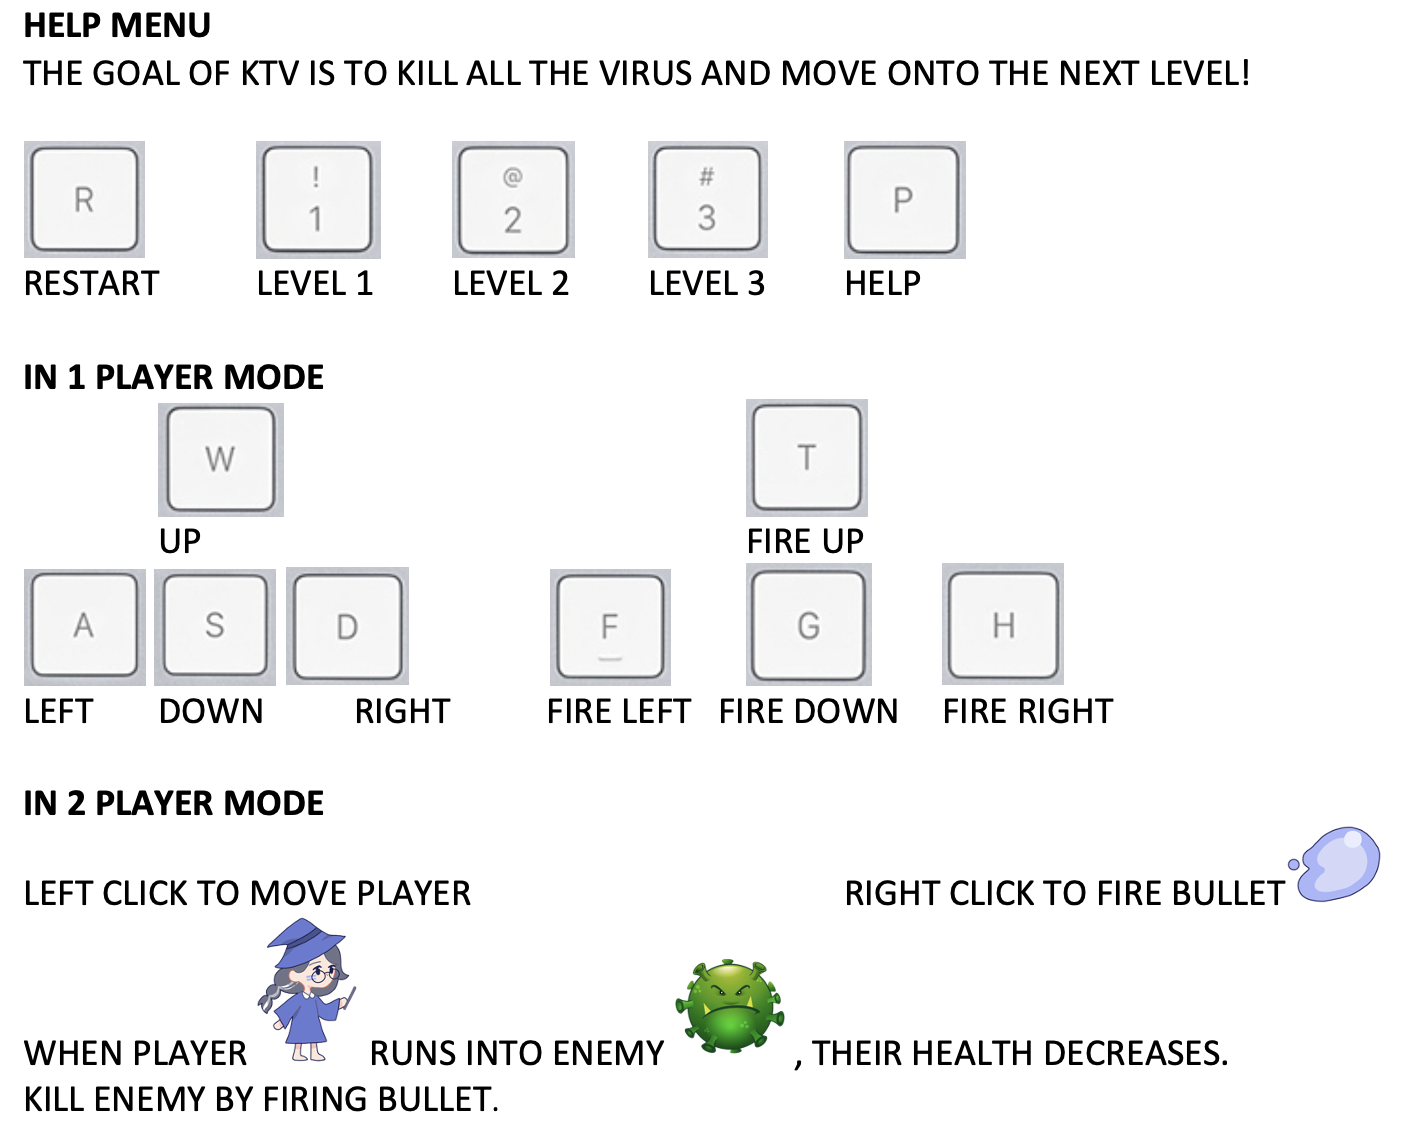 HELP MENU
THE GOAL OF KTV IS TO KILL ALL THE VIRUS AND MOVE ONTO THE NEXT LEVEL!
R ! 1 @ 2 # 3 P
RESTART LEVEL 1 LEVEL 2 LEVEL 3 HELP
IN 1 PLAYER MODE
W T
UP FIRE UP
A S D F G H
LEFT DOWN RIGHT FIRE LEFT FIRE DOWN FIRE RIGHT
IN 2 PLAYER MODE
LEFT CLICK TO MOVE PLAYER RIGHT CLICK TO FIRE BULLET
WHEN PLAYER RUNS INTO ENEMY , THEIR HEALTH DECREASES.
KILL ENEMY BY FIRING BULLET.